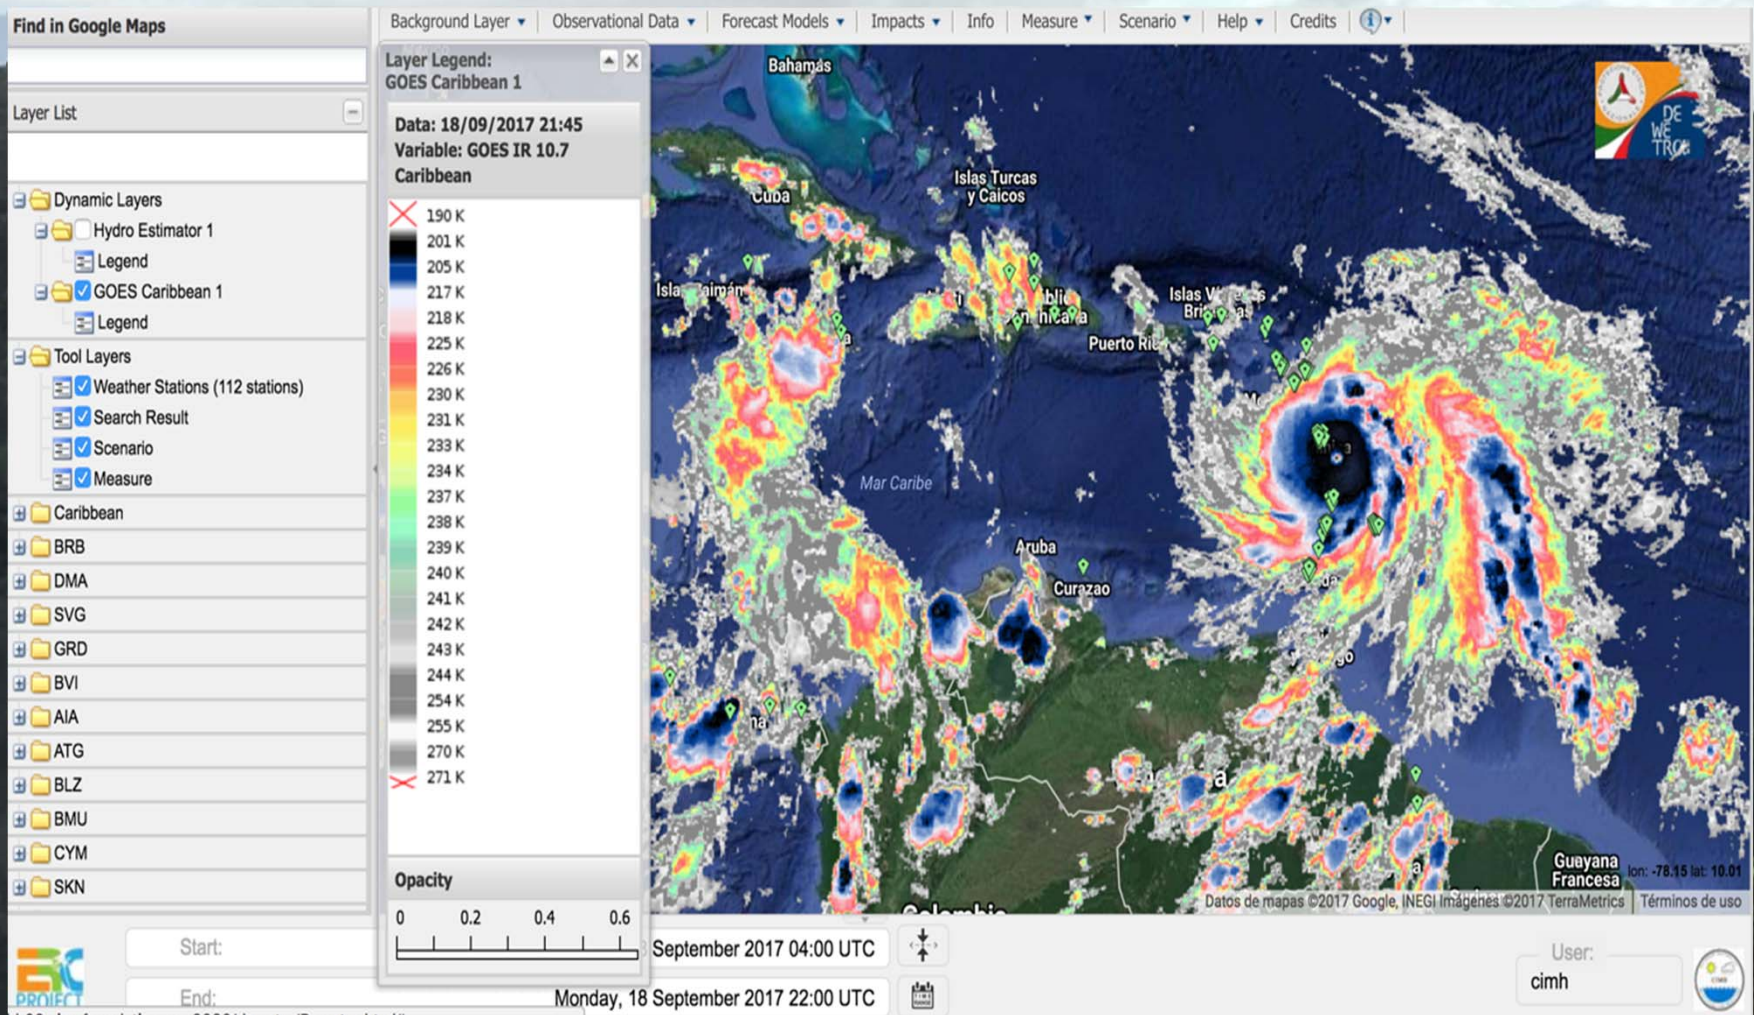 Find in Google Maps
Background Layer
Observational Data
Forecast Models
Impacts
Info
Measure
Scenario
Help
Credits
Layer List
Dynamic Layers
Hydro Estimator 1
Legend
GOES Caribbean 1
Legend
Tool Layers
Weather Stations (112 stations)
Search Result
Scenario
Measure
Caribbean
BRB
DMA
SVG
GRD
BVI
AIA
ATG
BLZ
BMU
CYM
SKN
Layer Legend:
GOES Caribbean 1
Data: 18/09/2017 21:45
Variable: GOES IR 10.7
Caribbean
190 K
201 K
205 K
217 K
218 K
225 K
226 K
230 K
231 K
233 K
234 K
237 K
238 K
239 K
240 K
241 K
242 K
243 K
244 K
254 K
255 K
270 K
271 K
Opacity
0 0.2 0.4 0.6
Bahamas
DE
WE
TRA
Cuba
Islas Turcas
y Caicos
Puerto
Mar Caribe
Aruba
Curazao
Guayana
Francesa
lon: -78.15 lat: 10.01
Colombia
Datos de mapas ©2017 Google, INEGI Imágenes ©2017 TerraMetrics
Términos de uso
ERC
PROJECT
Start:
September 2017 04:00 UTC
End:
Monday, 18 September 2017 22:00 UTC
User:
cimh
CIMH